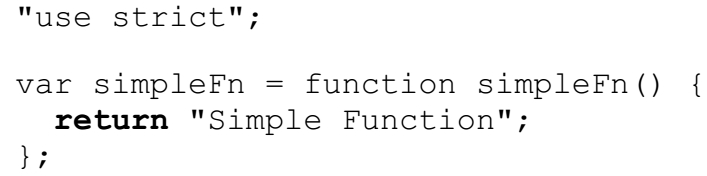 "use strict";
var simpleFn = function simpleFn() {
return "Simple Function";
};